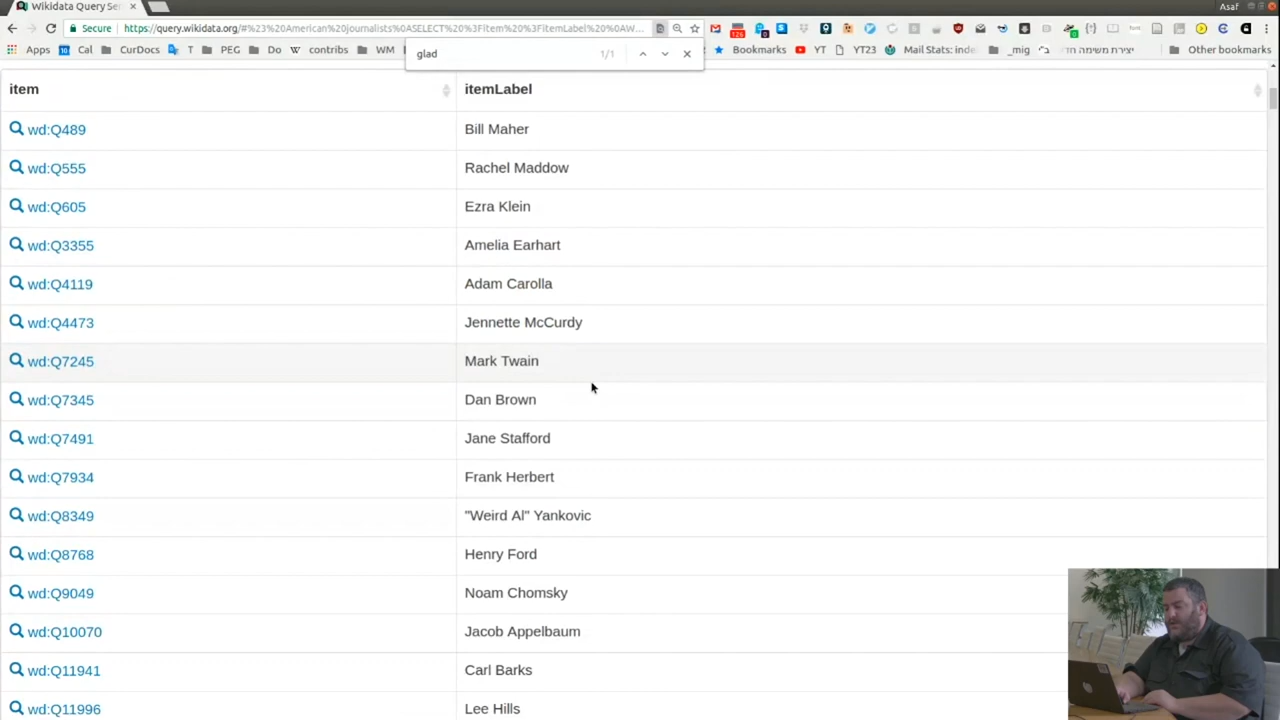 Wikidata Query Ser
Asaf
Secure
https://query.wikidata.org/#%23%20American%20journalists%0ASELECT%20%3Fitem%20%3FitemLabel%20%0AW...
Apps
Cal
CurDocs
T
PEG
Do
contribs
WM
Bookmarks
YT
YT23
Mail Stats: inde
_mig
Other bookmarks
glad
1/1
item
itemLabel
wd:Q489 Bill Maher
wd:Q555 Rachel Maddow
wd:Q605 Ezra Klein
wd:Q3355 Amelia Earhart
wd:Q4119 Adam Carolla
wd:Q4473 Jennette McCurdy
wd:Q7245 Mark Twain
wd:Q7345 Dan Brown
wd:Q7491 Jane Stafford
wd:Q7934 Frank Herbert
wd:Q8349 "Weird Al" Yankovic
wd:Q8768 Henry Ford
wd:Q9049 Noam Chomsky
wd:Q10070 Jacob Appelbaum
wd:Q11941 Carl Barks
wd:Q11996 Lee Hills